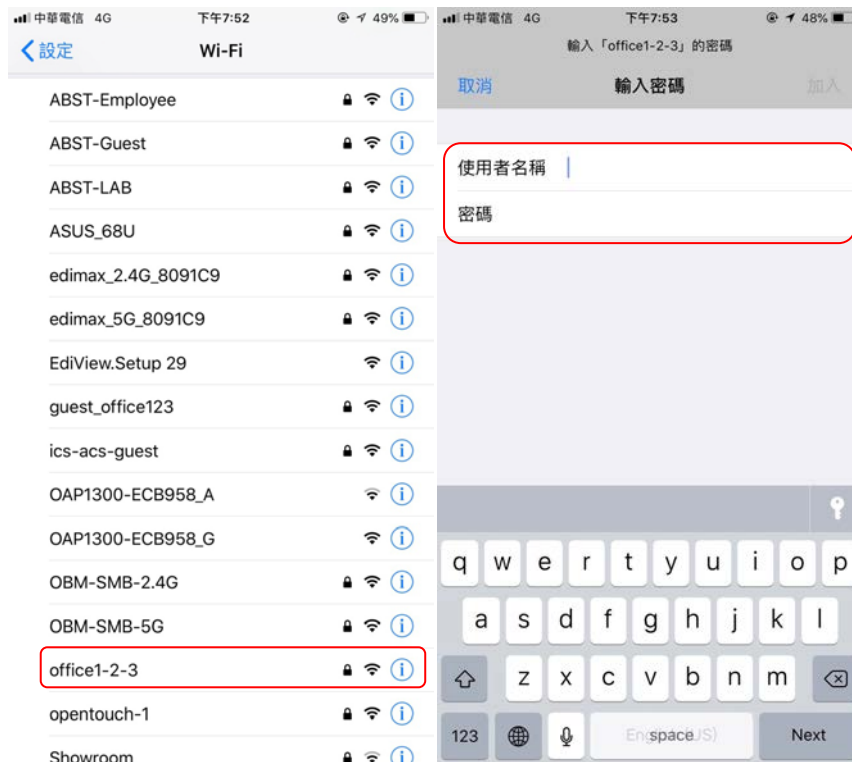 中華電信 4G 下午7:52 49%
設定 Wi-Fi
ABST-Employee
ABST-Guest
ABST-LAB
ASUS_68U
edimax_2.4G_8091C9
edimax_5G_8091C9
EdiView.Setup 29
guest_office123
ics-acs-guest
OAP1300-ECB958_A
OAP1300-ECB958_G
OBM-SMB-2.4G
OBM-SMB-5G
office1-2-3
opentouch-1
Showroom
中華電信 4G 下午7:53 48%
輸入「office1-2-3」的密碼
取消 輸入密碼 加入
使用者名稱
密碼
q w e r t y u i o p
a s d f g h j k l
z x c v b n m
123 space Next